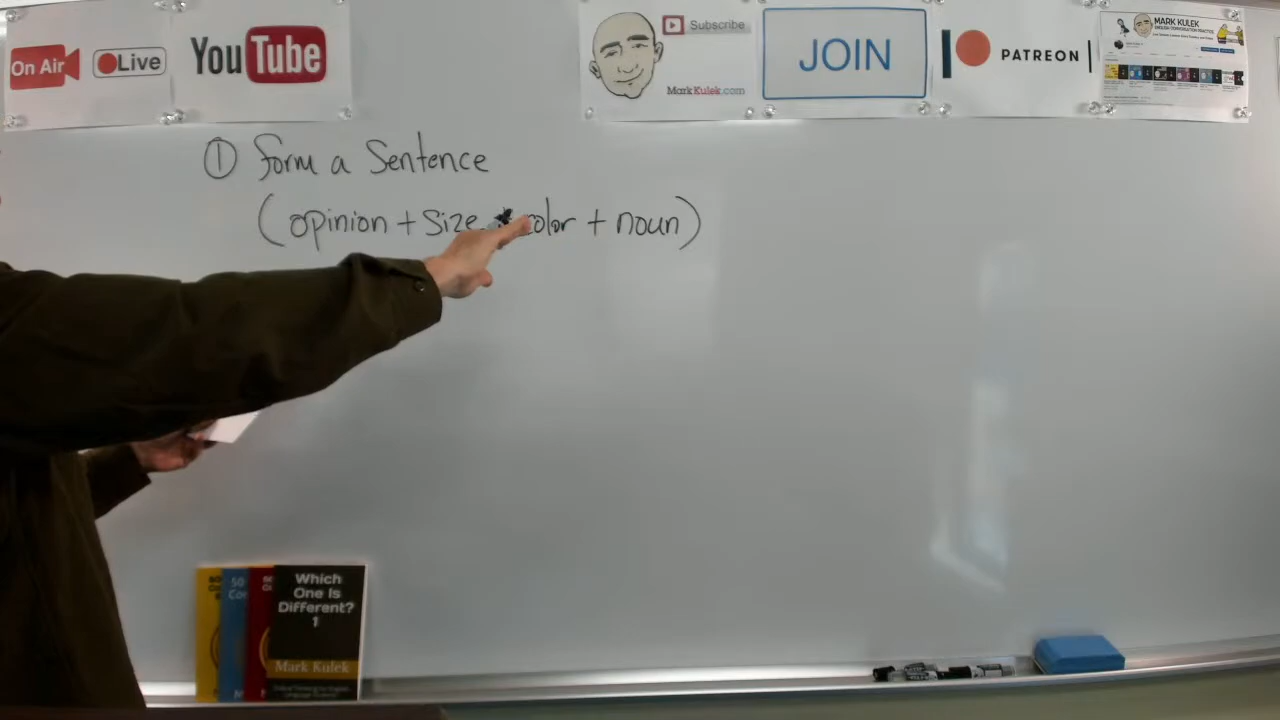 On Air
Live
YouTube
Subscribe
MarkKulek.com
JOIN
PATREON
MARK KULEK
① Form a Sentence
(opinion + size + color + noun)
50
Which
One Is
Different?
1
Mark Kulek